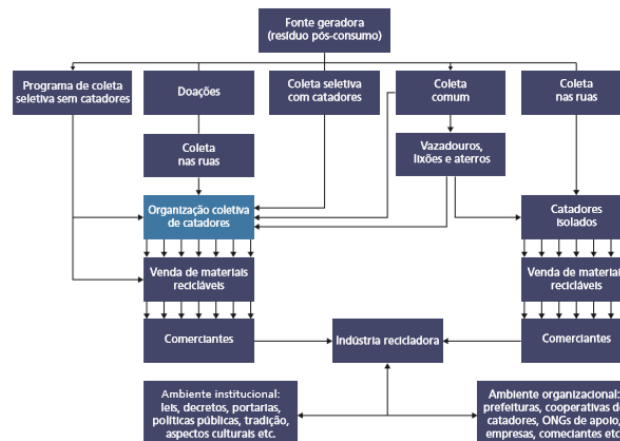 Fonte geradora
(resíduo pós-consumo)
Programa de coleta
seletiva sem catadores
Doações
Coleta seletiva
com catadores
Coleta
comum
Coleta
nas ruas
Coleta
nas ruas
Vazadouros,
lixões e aterros
Organização coletiva
de catadores
Catadores
isolados
Venda de materiais
recicláveis
Venda de materiais
recicláveis
Comerciantes
Indústria recicladora
Comerciantes
Ambiente institucional:
leis, decretos, portarias,
políticas públicas, tradição,
aspectos culturais etc.
Ambiente organizacional:
prefeituras, cooperativas de
catadores, ONGs de apoio,
empresas, comeciantes etc.